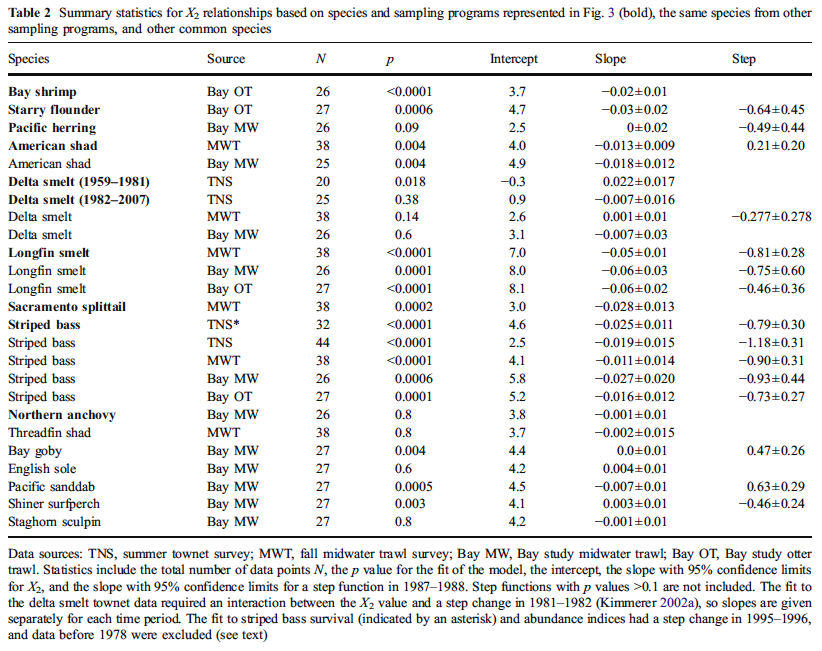 Table 2 Summary statistics for X2 relationships based on species and sampling programs represented in Fig. 3 (bold), the same species from other
sampling programs, and other common species
Species Source N p Intercept Slope Step
Bay shrimp Bay OT 26 <0.0001 3.7 −0.02±0.01
Starry flounder Bay OT 27 0.0006 4.7 −0.03±0.02 −0.64±0.45
Pacific herring Bay MW 26 0.09 2.5 0±0.02 −0.49±0.44
American shad MWT 38 0.004 4.0 −0.013±0.009 0.21±0.20
American shad Bay MW 25 0.004 4.9 −0.018±0.012
Delta smelt (1959–1981) TNS 20 0.018 −0.3 0.022±0.017
Delta smelt (1982–2007) TNS 25 0.38 0.9 −0.007±0.016
Delta smelt MWT 38 0.14 2.6 0.001±0.01 −0.277±0.278
Delta smelt Bay MW 26 0.6 3.1 −0.007±0.03
Longfin smelt MWT 38 <0.0001 7.0 −0.05±0.01 −0.81±0.28
Longfin smelt Bay MW 26 0.0001 8.0 −0.06±0.03 −0.75±0.60
Longfin smelt Bay OT 27 <0.0001 8.1 −0.06±0.02 −0.46±0.36
Sacramento splittail MWT 38 0.0002 3.0 −0.028±0.013
Striped bass TNS* 32 <0.0001 4.6 −0.025±0.011 −0.79±0.30
Striped bass TNS 44 <0.0001 2.5 −0.019±0.015 −1.18±0.31
Striped bass MWT 38 <0.0001 4.1 −0.011±0.014 −0.90±0.31
Striped bass Bay MW 26 0.0006 5.8 −0.027±0.020 −0.93±0.44
Striped bass Bay OT 27 0.0001 5.2 −0.016±0.012 −0.73±0.27
Northern anchovy Bay MW 26 0.8 3.8 −0.001±0.01
Threadfin shad MWT 38 0.8 3.7 −0.002±0.015
Bay goby Bay MW 27 0.004 4.4 0.0±0.01 0.47±0.26
English sole Bay MW 27 0.6 4.2 0.004±0.01
Pacific sanddab Bay MW 27 0.0005 4.5 −0.007±0.01 0.63±0.29
Shiner surfperch Bay MW 27 0.003 4.1 0.003±0.01 −0.46±0.24
Staghorn sculpin Bay MW 27 0.8 4.2 −0.001±0.01
Data sources: TNS, summer townet survey; MWT, fall midwater trawl survey; Bay MW, Bay study midwater trawl; Bay OT, Bay study otter
trawl. Statistics include the total number of data points N, the p value for the fit of the model, the intercept, the slope with 95% confidence limits
for X2, and the slope with 95% confidence limits for a step function in 1987–1988. Step functions with p values >0.1 are not included. The fit to
the delta smelt townet data required an interaction between the X2 value and a step change in 1981–1982 (Kimmerer 2002a), so slopes are given
separately for each time period. The fit to striped bass survival (indicated by an asterisk) and abundance indices had a step change in 1995–1996,
and data before 1978 were excluded (see text)